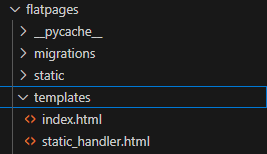 flatpages
__pycache__
migrations
static
templates
index.html
static_handler.html